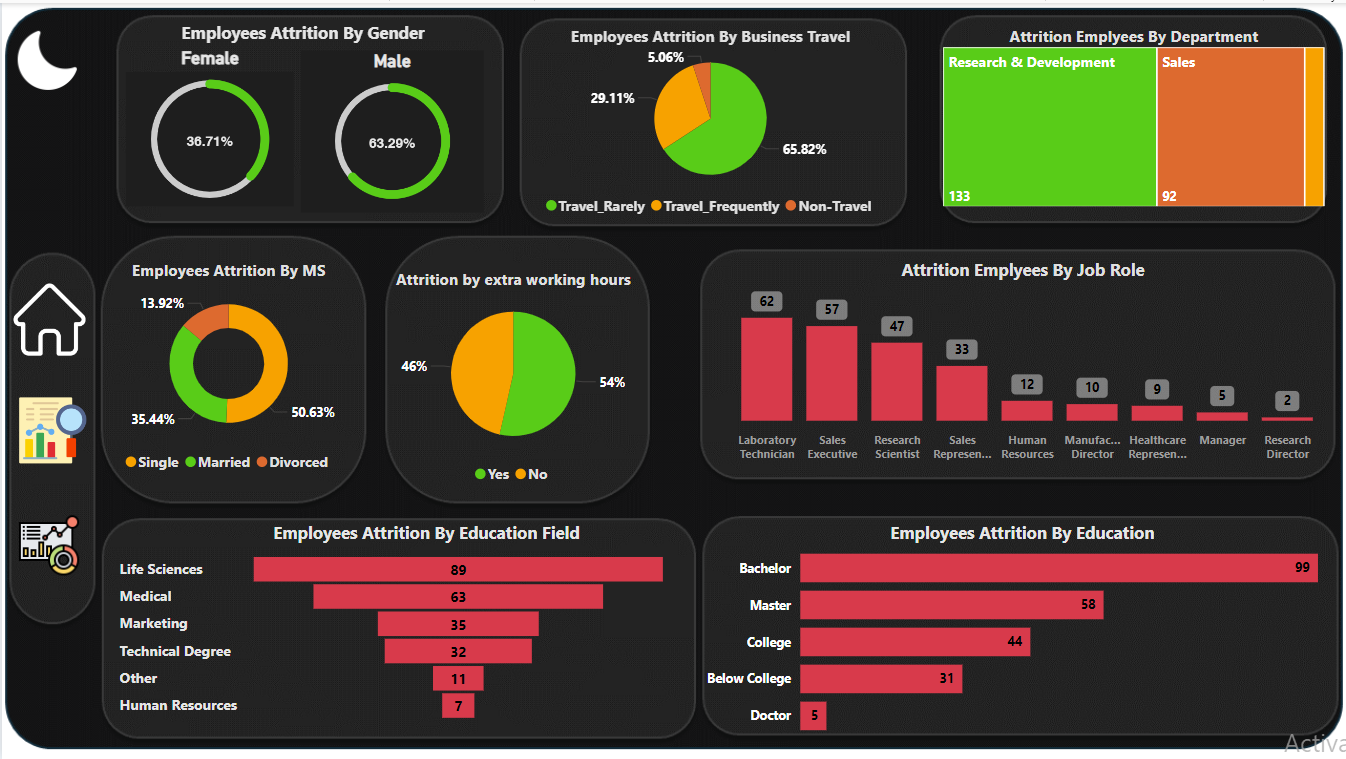 Employees Attrition By Gender
Female
Male
36.71%
63.29%
Employees Attrition By Business Travel
5.06%
29.11%
65.82%
Travel_Rarely Travel_Frequently Non-Travel
Attrition Emplyees By Department
Research & Development
Sales
133
92
Employees Attrition By MS
13.92%
35.44%
50.63%
Single Married Divorced
Attrition by extra working hours
46%
54%
Yes No
Attrition Emplyees By Job Role
62
57
47
33
12
10
9
5
2
Laboratory Technician
Sales Executive
Research Scientist
Sales Represen...
Human Resources
Manufac... Director
Healthcare Represen...
Manager
Research Director
Employees Attrition By Education Field
Life Sciences 89
Medical 63
Marketing 35
Technical Degree 32
Other 11
Human Resources 7
Employees Attrition By Education
Bachelor 99
Master 58
College 44
Below College 31
Doctor 5
Activa